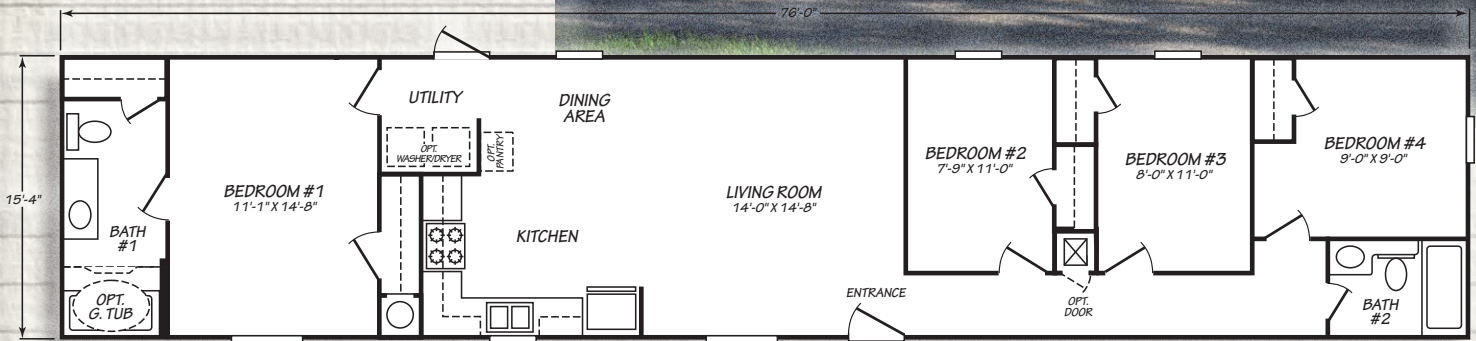 76'-0"
15'-4"
UTILITY
DINING
AREA
OPT.
WASHER/DRYER
OPT.
PANTRY
BEDROOM #1
11'-1" X 14'-8"
BATH
#1
OPT.
G. TUB
KITCHEN
LIVING ROOM
14'-0" X 14'-8"
ENTRANCE
BEDROOM #2
7'-9" X 11'-0"
BEDROOM #3
8'-0" X 11'-0"
BEDROOM #4
9'-0" X 9'-0"
OPT.
DOOR
BATH
#2